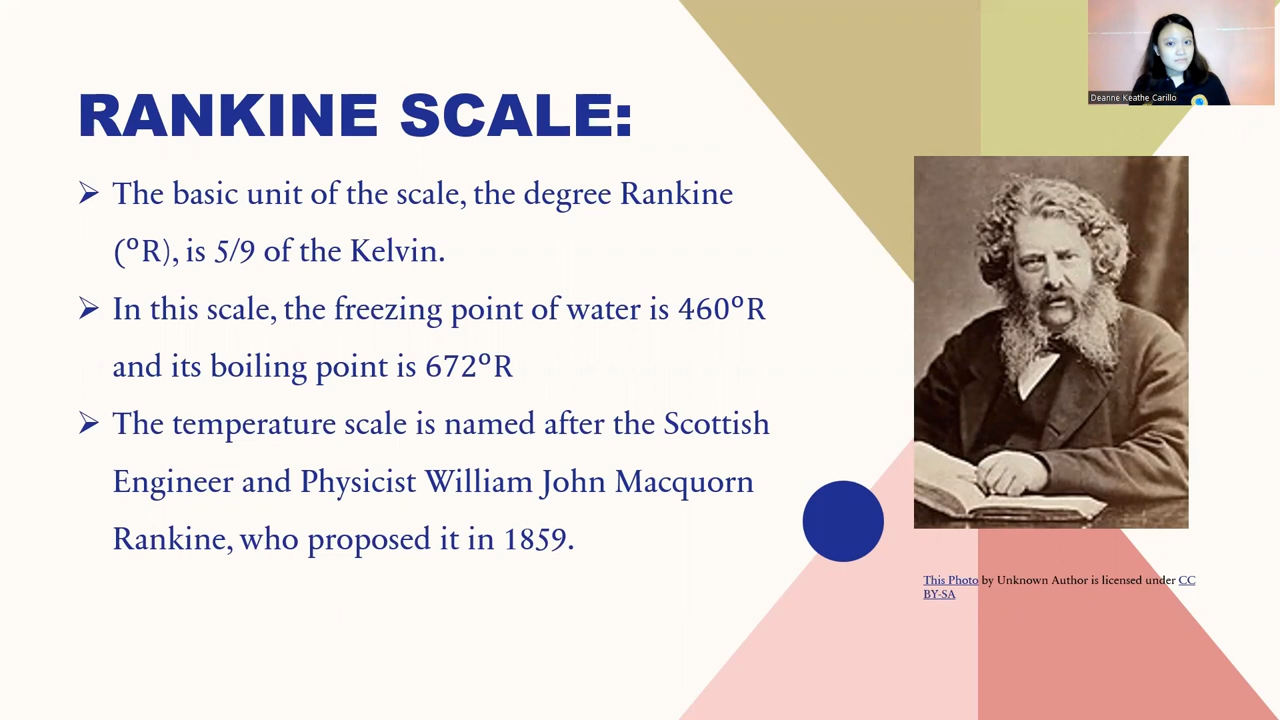 Deanne Keathe Carillo
RANKINE SCALE:
➢ The basic unit of the scale, the degree Rankine
(ºR), is 5/9 of the Kelvin.
➢ In this scale, the freezing point of water is 460ºR
and its boiling point is 672ºR
➢ The temperature scale is named after the Scottish
Engineer and Physicist William John Macquorn
Rankine, who proposed it in 1859.
This Photo by Unknown Author is licensed under CC
BY-SA